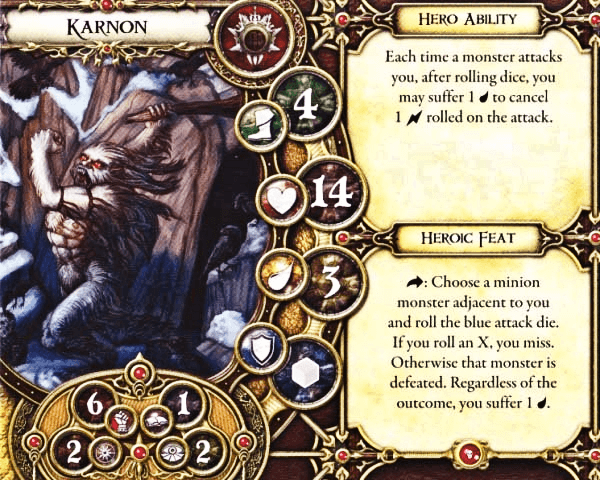 KARNON
4
14
3
6
1
2
2
HERO ABILITY
Each time a monster attacks
you, after rolling dice, you
may suffer 1 to cancel
1 rolled on the attack.
HEROIC FEAT
: Choose a minion
monster adjacent to you
and roll the blue attack die.
If you roll an X, you miss.
Otherwise that monster is
defeated. Regardless of the
outcome, you suffer 1 .